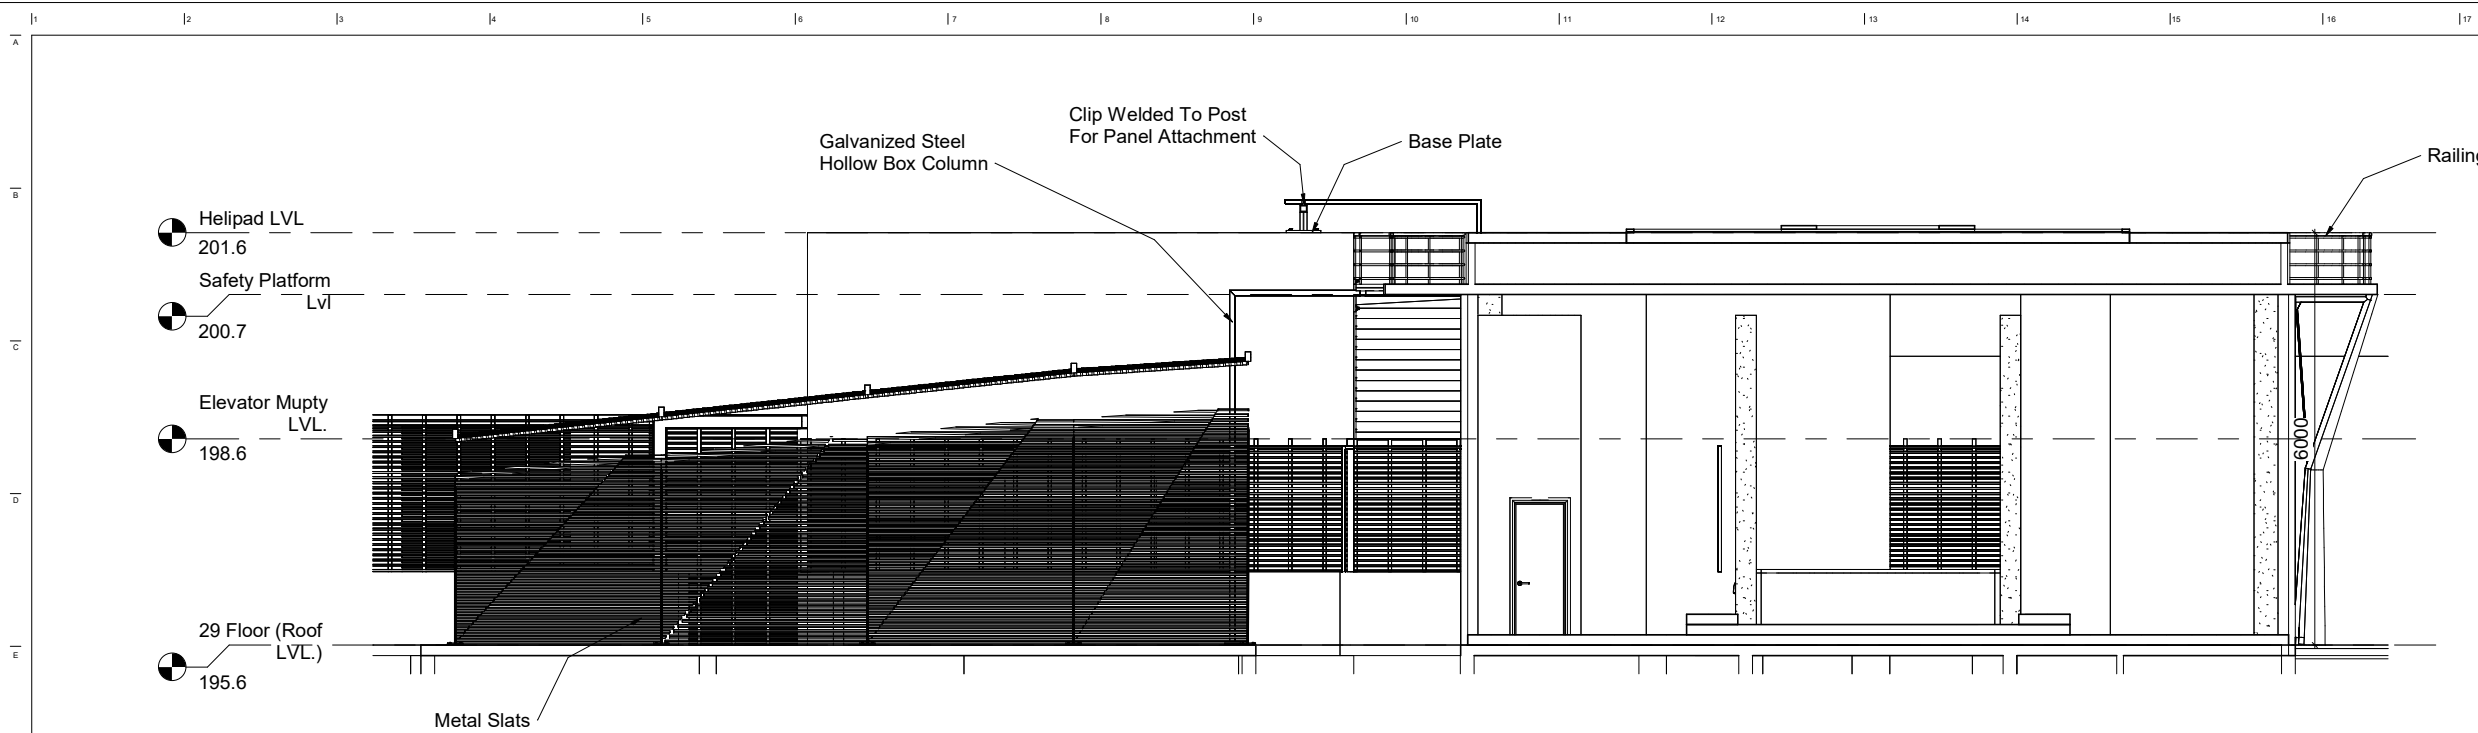 1 2 3 4 5 6 7 8 9 10 11 12 13 14 15 16 17
A
Clip Welded To Post
For Panel Attachment
Galvanized Steel
Hollow Box Column
Base Plate
Railing
B
Helipad LVL
201.6
Safety Platform
Lvl
200.7
C
Elevator Mupty
LVL.
198.6
6000
D
29 Floor (Roof
LVL.)
195.6
E
Metal Slats